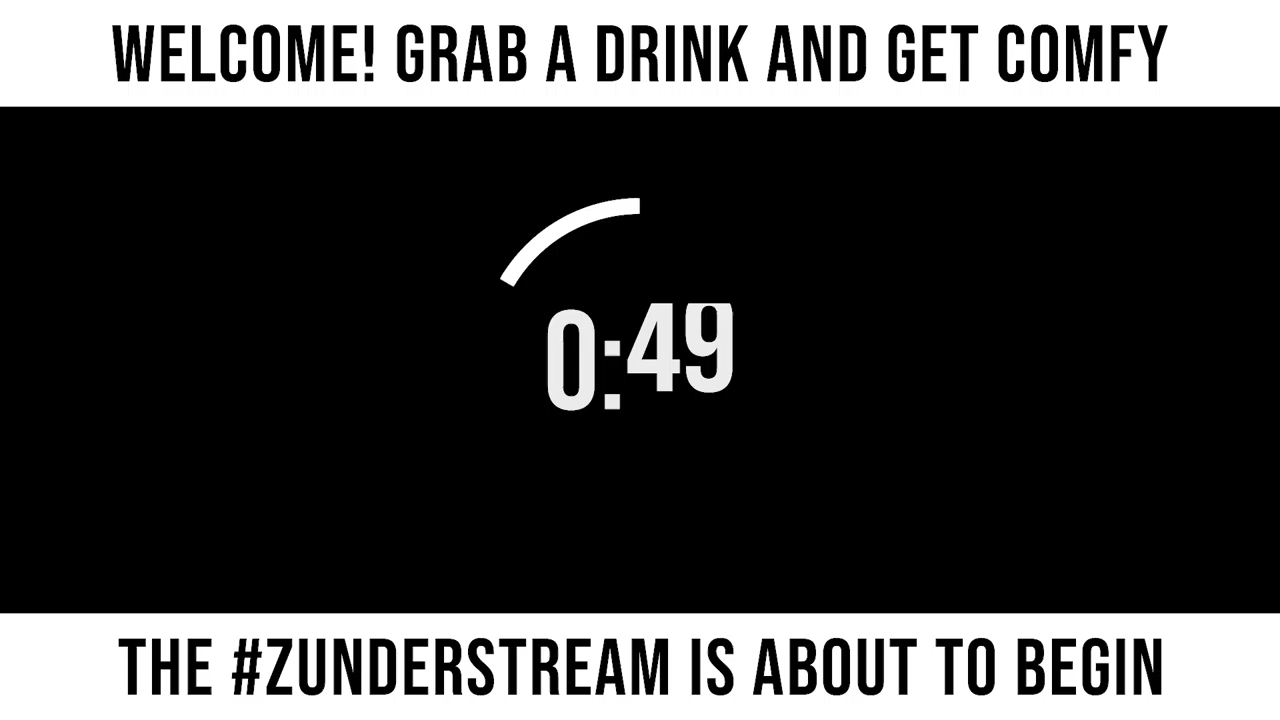 WELCOME! GRAB A DRINK AND GET COMFY
0:49
THE #ZUNDERSTREAM IS ABOUT TO BEGIN